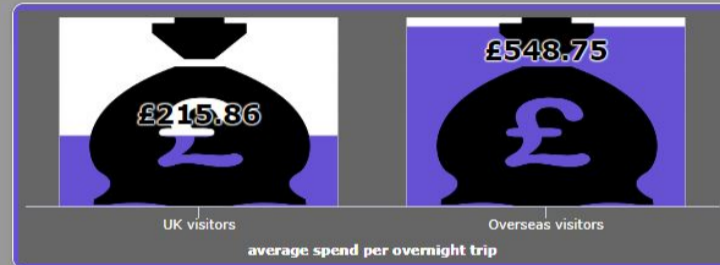 £215.86
£548.75
UK visitors
Overseas visitors
average spend per overnight trip